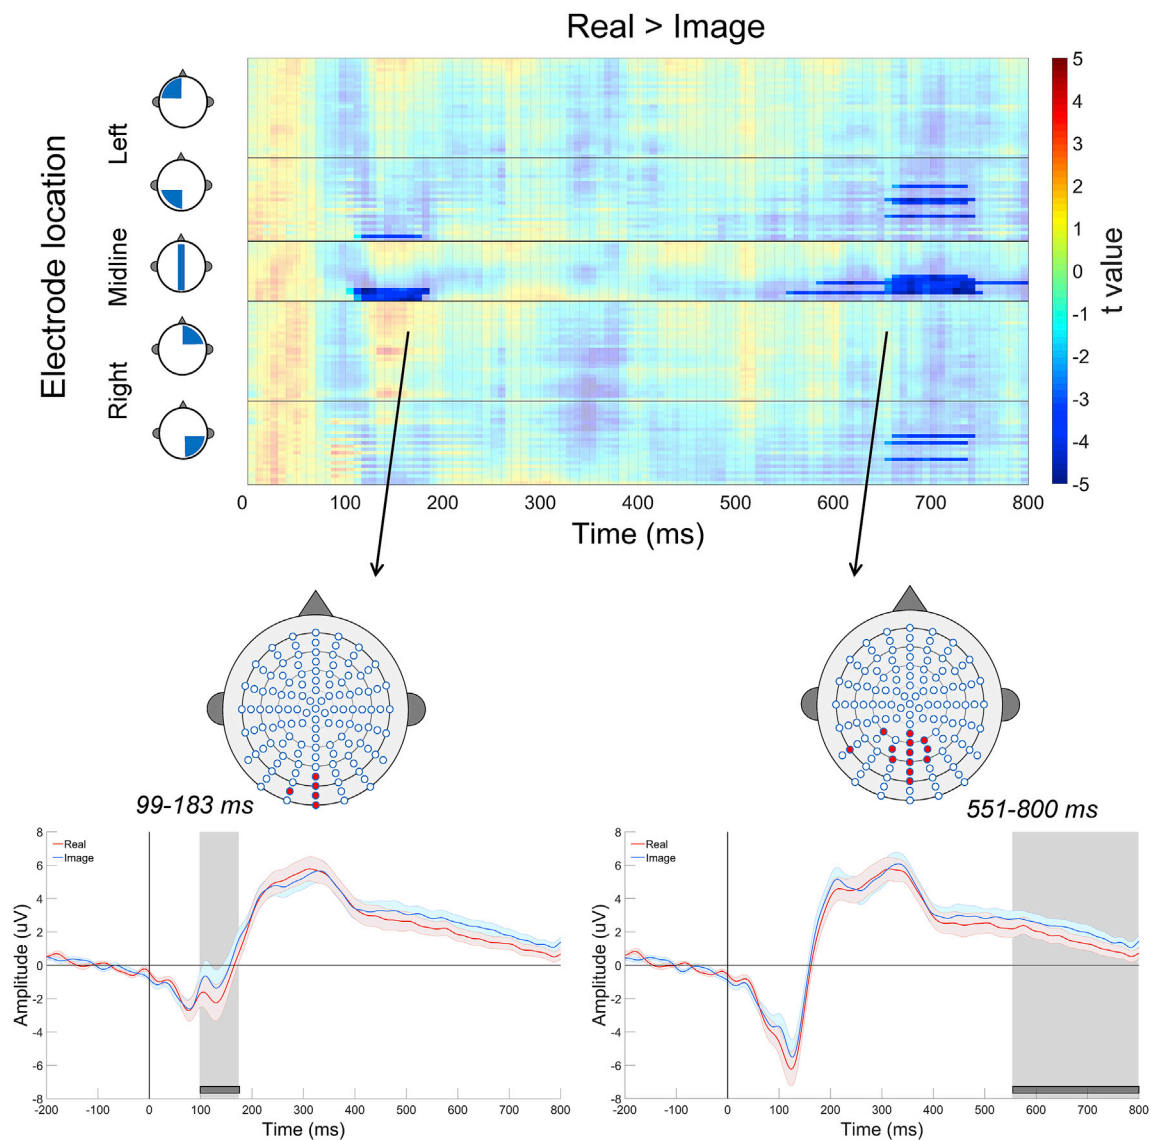 Real > Image
Electrode location
Left
Midline
Right
0 100 200 300 400 500 600 700 800
Time (ms)
5
4
3
2
1
0
-1
-2
-3
-4
-5
t value
99-183 ms
551-800 ms
8
6
4
2
0
-2
-4
-6
-8
Amplitude (uV)
Real
Image
-200 -100 0 100 200 300 400 500 600 700 800
Time (ms)
8
6
4
2
0
-2
-4
-6
-8
Amplitude (uV)
Real
Image
-200 -100 0 100 200 300 400 500 600 700 800
Time (ms)